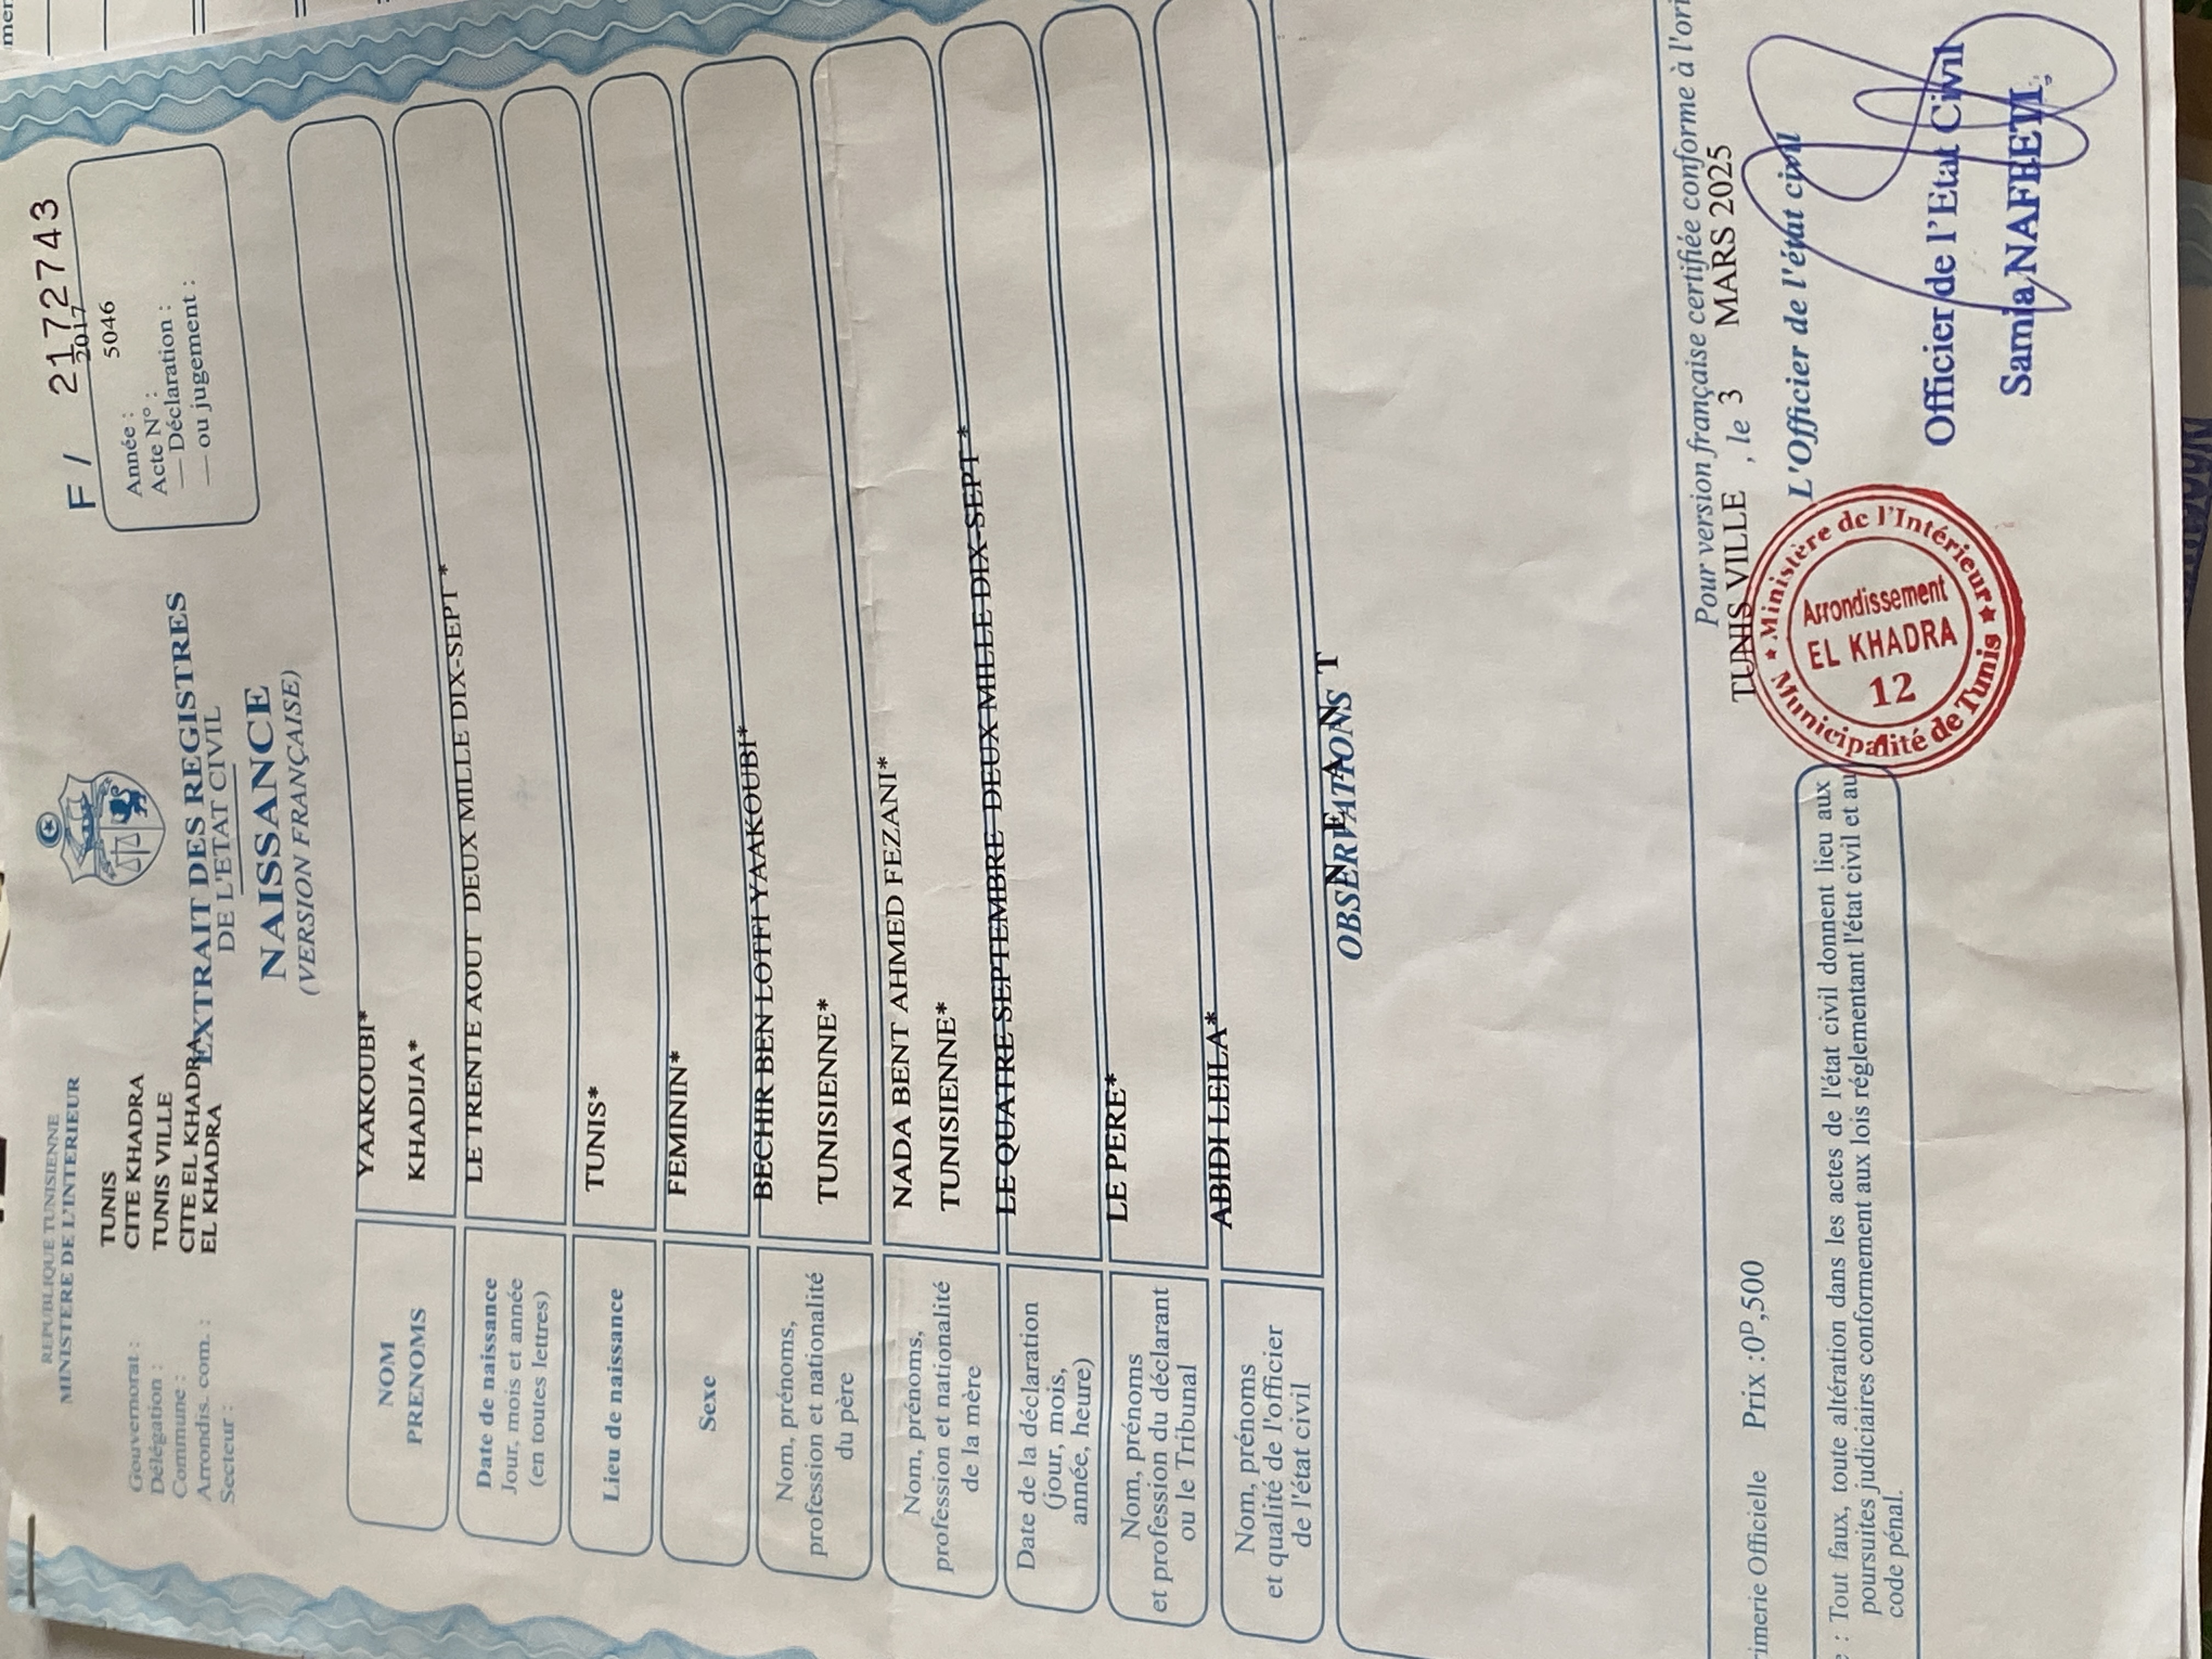 REPUBLIQUE TUNISIENNE
MINISTERE DE L'INTERIEUR
Gouvernorat : TUNIS
Délégation : CITE KHADRA
Commune : TUNIS VILLE
Arrondis. com. : CITE EL KHADRA
Secteur : EL KHADRA
EXTRAIT DES REGISTRES
DE L'ETAT CIVIL
NAISSANCE
(VERSION FRANÇAISE)
F / 2172743
Année : 2017
Acte N° : 5046
— Déclaration :
— ou jugement :
NOM YAAKOUBI*
PRENOMS KHADIJA*
Date de naissance
Jour, mois et année
(en toutes lettres)
LE TRENTE AOUT DEUX MILLE DIX-SEPT *
Lieu de naissance TUNIS*
Sexe FEMININ*
Nom, prénoms,
profession et nationalité
du père
BECHIR BEN LOTFI YAAKOUBI*
TUNISIENNE*
Nom, prénoms,
profession et nationalité
de la mère
NADA BENT AHMED FEZANI*
TUNISIENNE*
Date de la déclaration
(jour, mois,
année, heure)
LE QUATRE SEPTEMBRE DEUX MILLE DIX-SEPT *
Nom, prénoms
et profession du déclarant
ou le Tribunal
LE PERE*
Nom, prénoms
et qualité de l'officier
de l'état civil
ABIDI LEILA*
OBSERVATIONS
N E A N T
Pour version française certifiée conforme à l'ori
TUNIS VILLE , le 3 MARS 2025
L'Officier de l'état civil
Officier de l'Etat Civil
Samia NAFHETI
Ministère de l'Intérieur
Arrondissement
EL KHADRA
12
Municipalité de Tunis
rimerie Officielle Prix :0ᴰ,500
: Tout faux, toute altération dans les actes de l'état civil donnent lieu aux
poursuites judiciaires conformement aux lois réglementant l'état civil et au
code pénal.